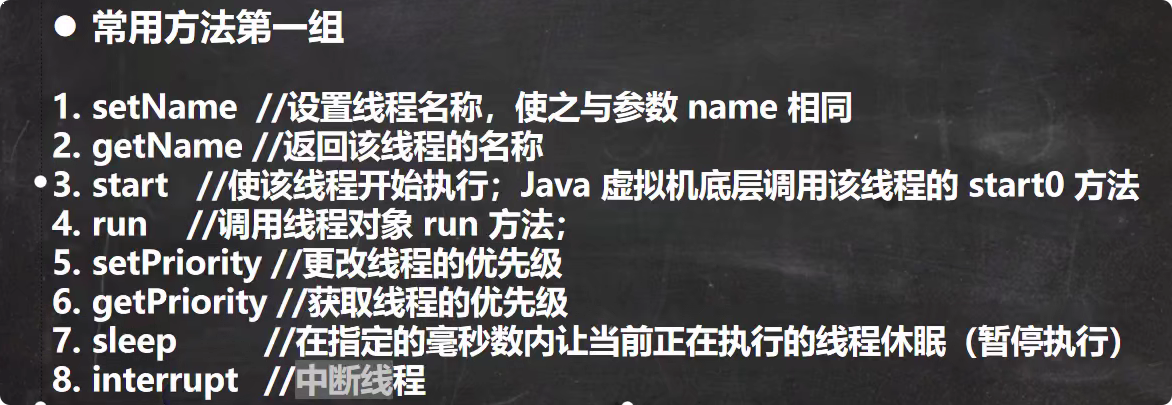 ● 常用方法第一组
1. setName //设置线程名称，使之与参数 name 相同
2. getName //返回该线程的名称
3. start //使该线程开始执行；Java 虚拟机底层调用该线程的 start0 方法
4. run //调用线程对象 run 方法；
5. setPriority //更改线程的优先级
6. getPriority //获取线程的优先级
7. sleep //在指定的毫秒数内让当前正在执行的线程休眠（暂停执行）
8. interrupt //中断线程